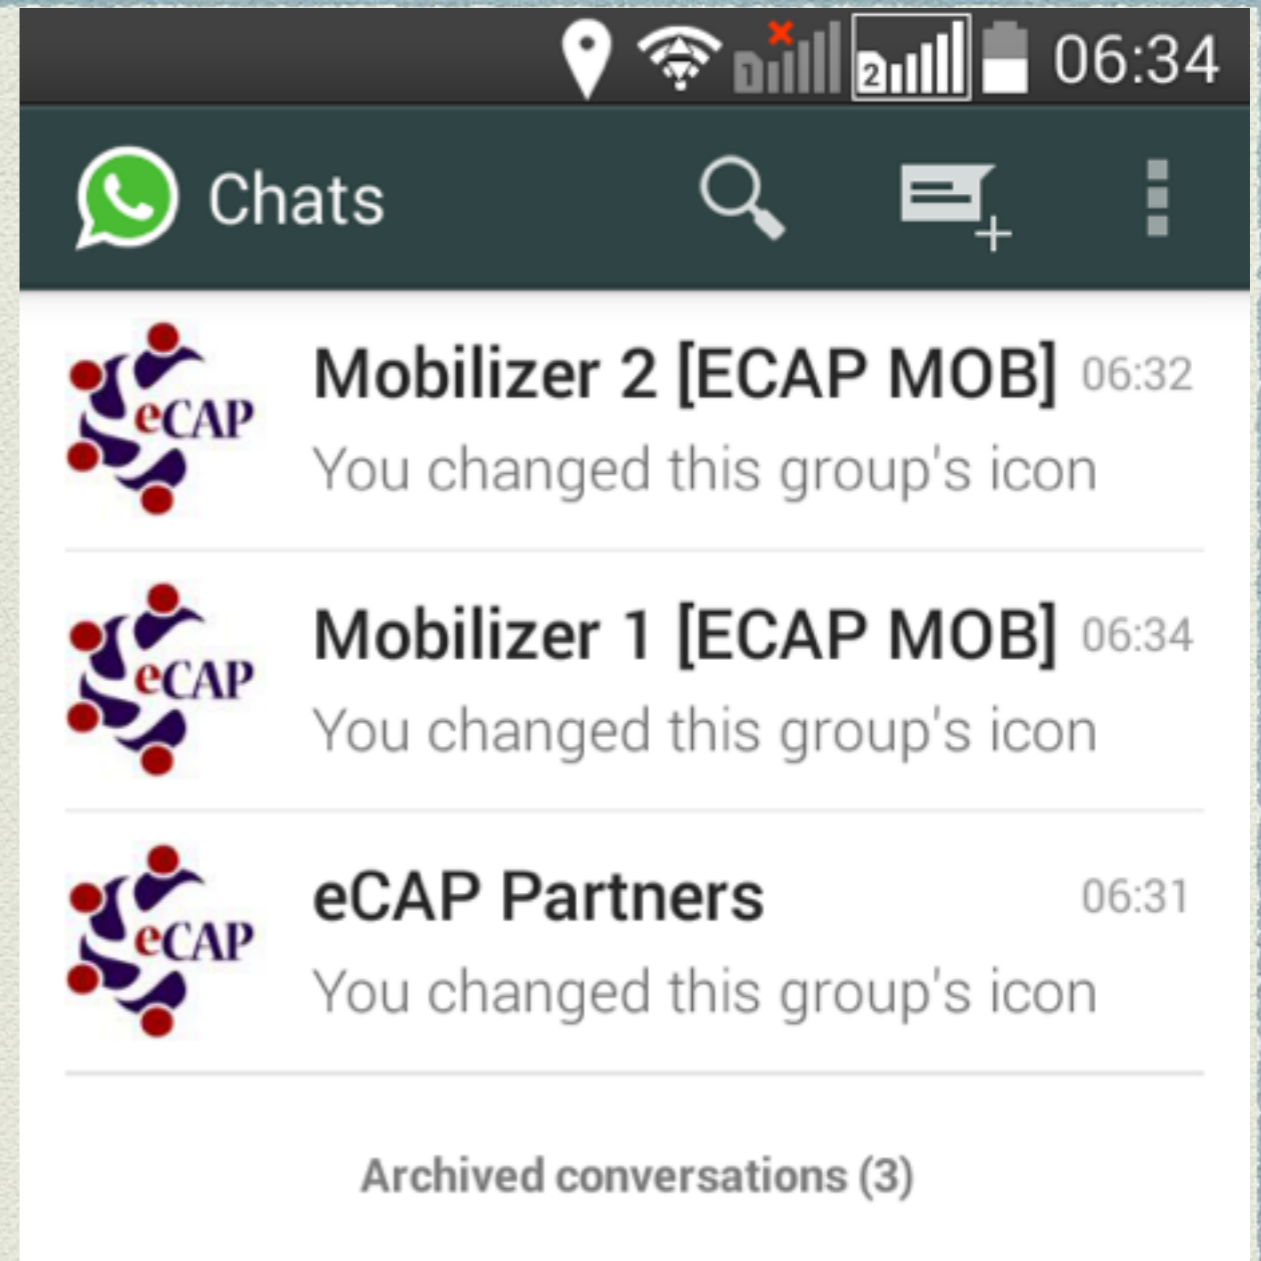 1 2 06:34
Chats
eCAP
Mobilizer 2 [ECAP MOB] 06:32
You changed this group's icon
eCAP
Mobilizer 1 [ECAP MOB] 06:34
You changed this group's icon
eCAP
eCAP Partners 06:31
You changed this group's icon
Archived conversations (3)